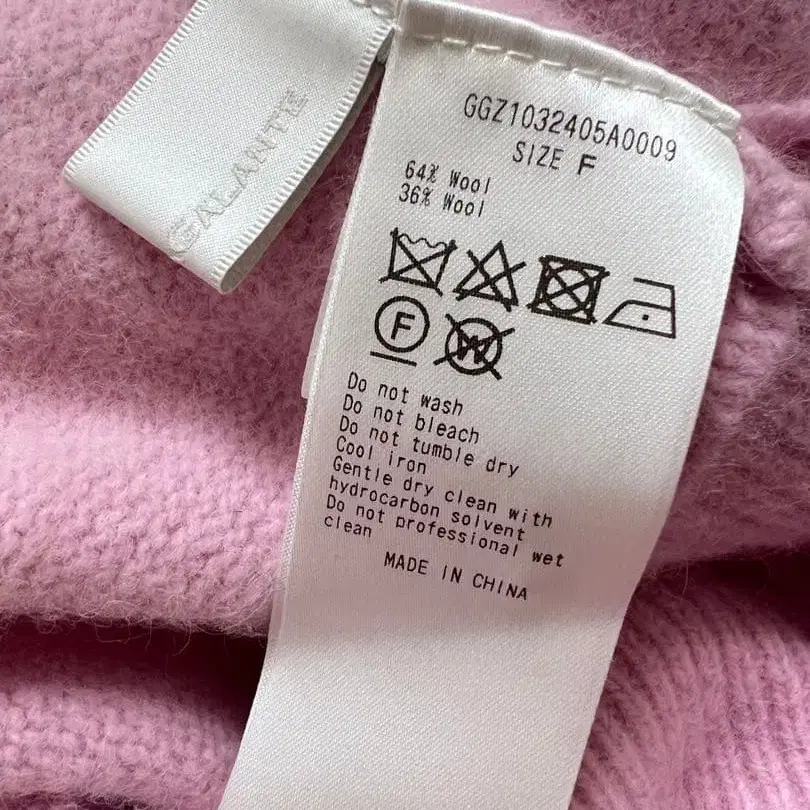 GALANTE
GGZ1032405A0009
SIZE F
64% Wool
36% Wool
F
W
Do not wash
Do not bleach
Do not tumble dry
Cool iron
Gentle dry clean with
hydrocarbon solvent
Do not professional wet
clean
MADE IN CHINA